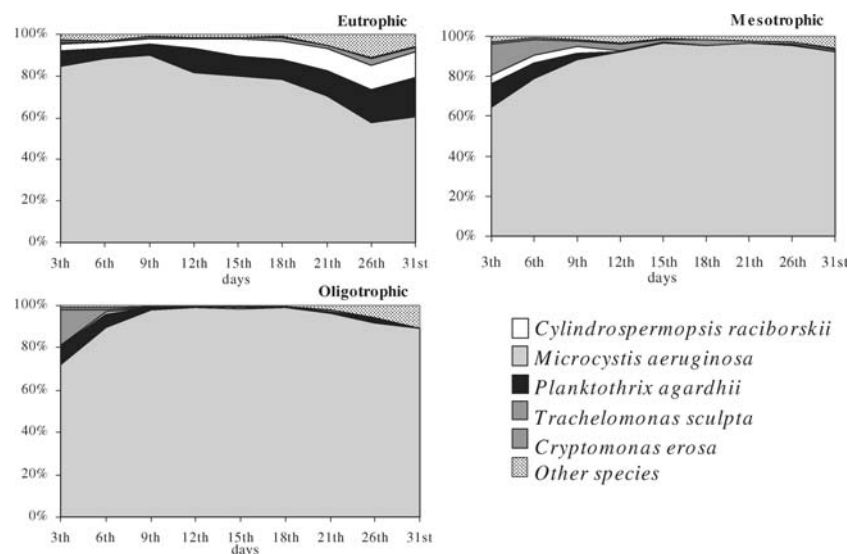 Eutrophic
100%
80%
60%
40%
20%
0%
3th 6th 9th 12th 15th 18th 21th 26th 31st
days
Mesotrophic
100%
80%
60%
40%
20%
0%
3th 6th 9th 12th 15th 18th 21th 26th 31st
days
Oligotrophic
100%
80%
60%
40%
20%
0%
3th 6th 9th 12th 15th 18th 21th 26th 31st
days
Cylindrospermopsis raciborskii
Microcystis aeruginosa
Planktothrix agardhii
Trachelomonas sculpta
Cryptomonas erosa
Other species